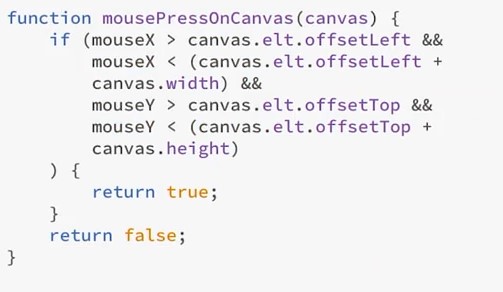 function mousePressOnCanvas(canvas) {
    if (mouseX > canvas.elt.offsetLeft &&
        mouseX < (canvas.elt.offsetLeft +
        canvas.width) &&
        mouseY > canvas.elt.offsetTop &&
        mouseY < (canvas.elt.offsetTop +
        canvas.height)
    ) {
        return true;
    }
    return false;
}